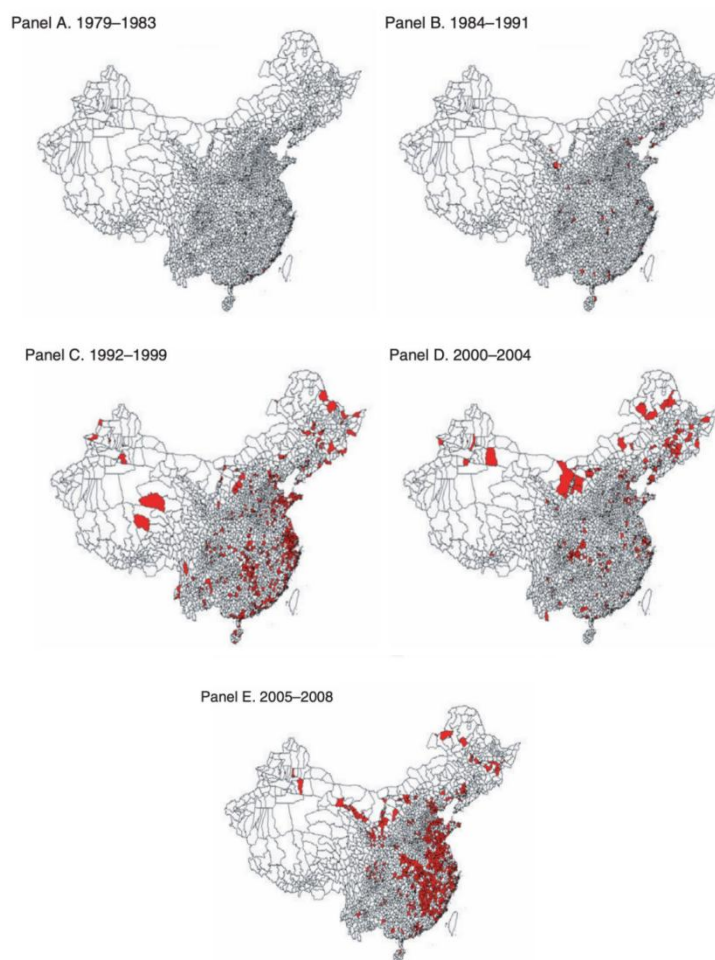 Panel A. 1979–1983
Panel B. 1984–1991
Panel C. 1992–1999
Panel D. 2000–2004
Panel E. 2005–2008